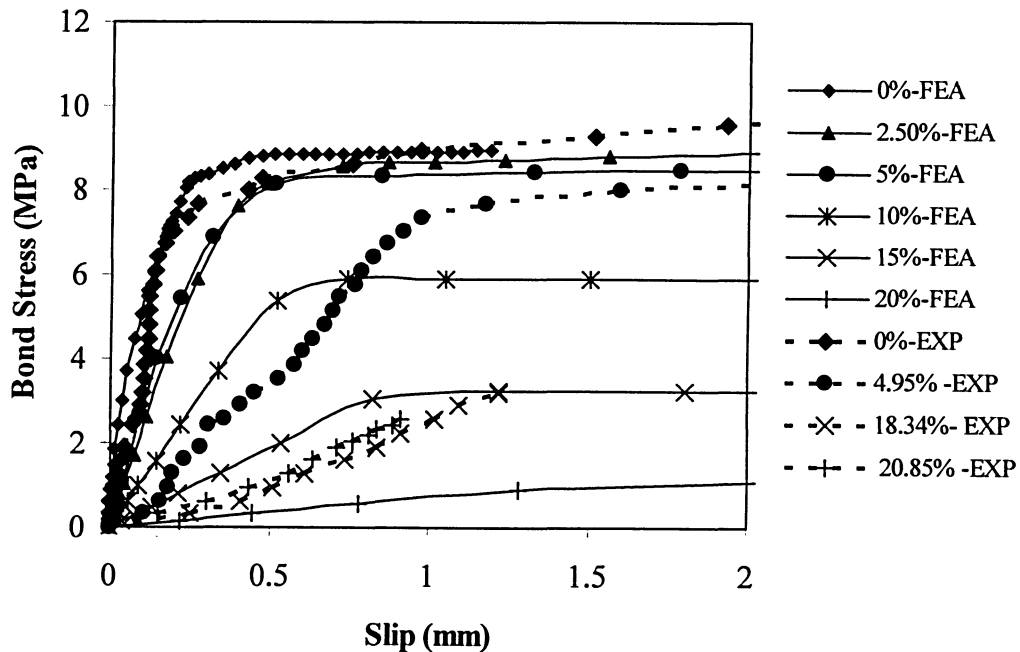 12
10
8
6
4
2
0
Bond Stress (MPa)
0
0.5
1
1.5
2
Slip (mm)
0%-FEA
2.50%-FEA
5%-FEA
10%-FEA
15%-FEA
20%-FEA
0%-EXP
4.95% -EXP
18.34%- EXP
20.85% -EXP